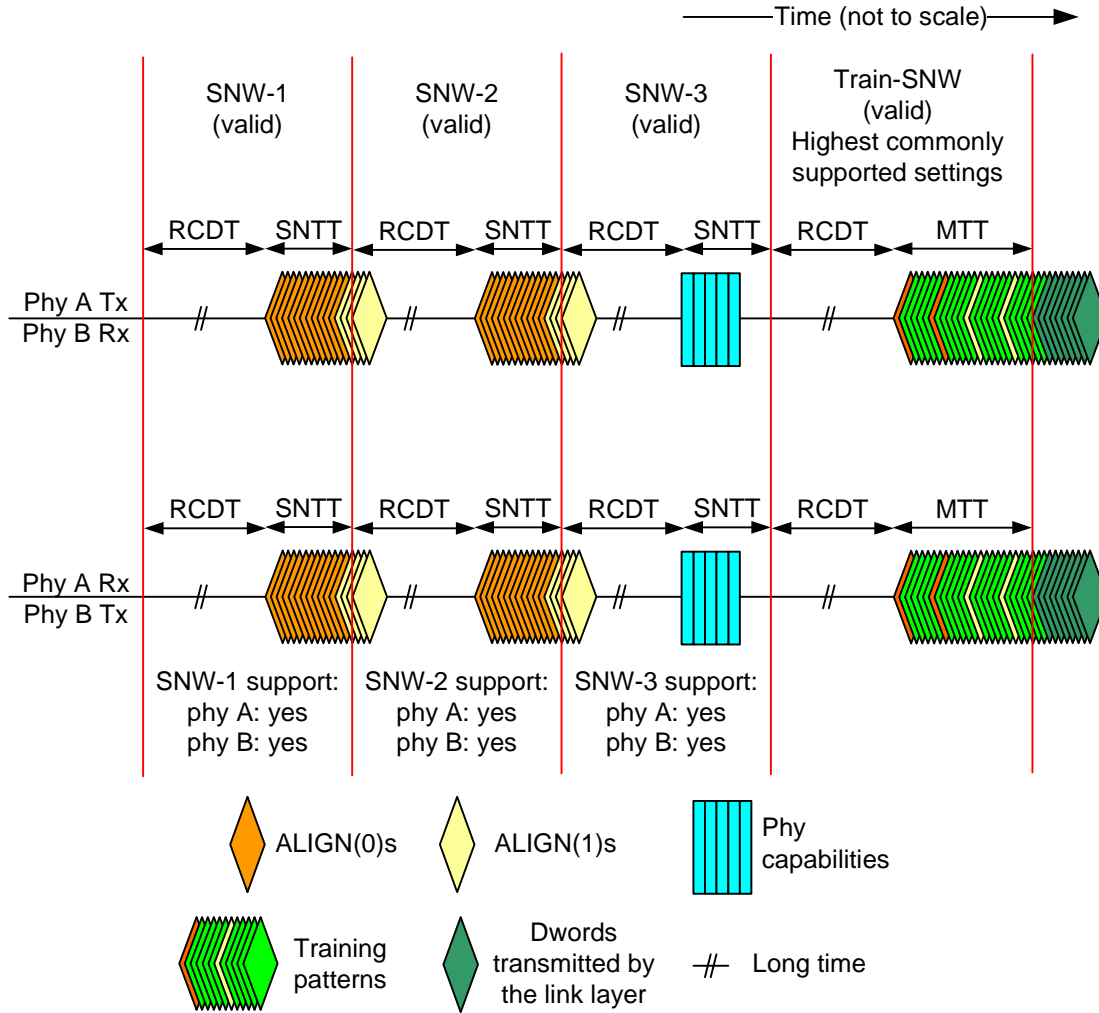 Time (not to scale)
SNW-1
(valid)
SNW-2
(valid)
SNW-3
(valid)
Train-SNW
(valid)
Highest commonly
supported settings
RCDT SNTT RCDT SNTT RCDT SNTT RCDT MTT
Phy A Tx
Phy B Rx
RCDT SNTT RCDT SNTT RCDT SNTT RCDT MTT
Phy A Rx
Phy B Tx
SNW-1 support:
phy A: yes
phy B: yes
SNW-2 support:
phy A: yes
phy B: yes
SNW-3 support:
phy A: yes
phy B: yes
ALIGN(0)s
ALIGN(1)s
Phy
capabilities
Training
patterns
Dwords
transmitted by
the link layer
Long time